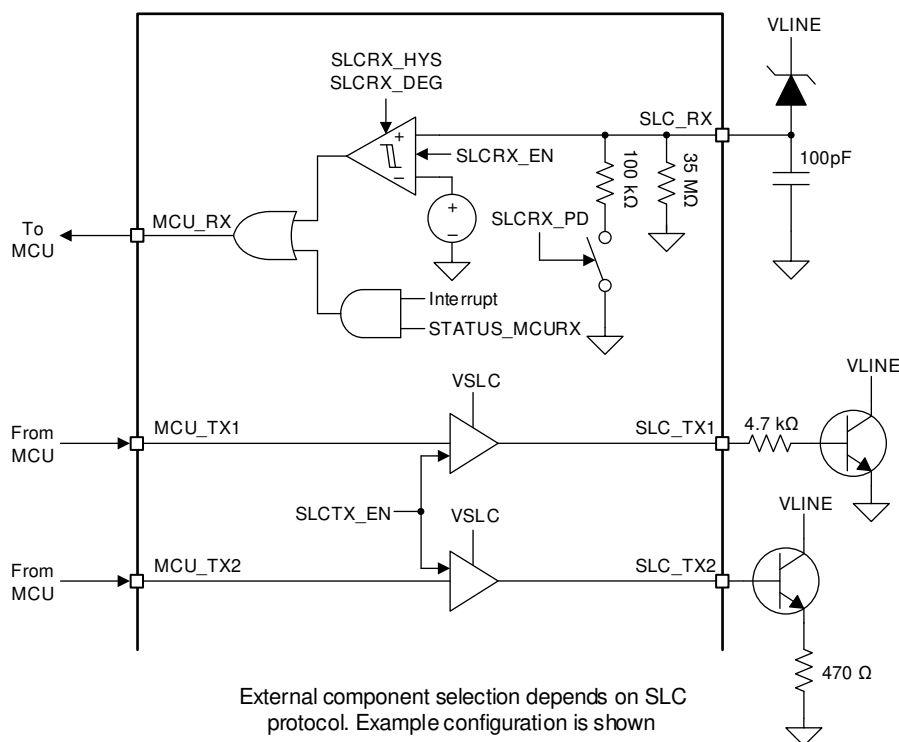 VLINE
SLCRX_HYS
SLCRX_DEG
SLC_RX
+
SLCRX_EN
−
100 kΩ
35 MΩ
100pF
+
−
SLCRX_PD
To
MCU
MCU_RX
Interrupt
STATUS_MCURX
VSLC
VLINE
From
MCU
MCU_TX1
SLC_TX1
4.7 kΩ
SLCTX_EN
VSLC
VLINE
From
MCU
MCU_TX2
SLC_TX2
470 Ω
External component selection depends on SLC
protocol. Example configuration is shown